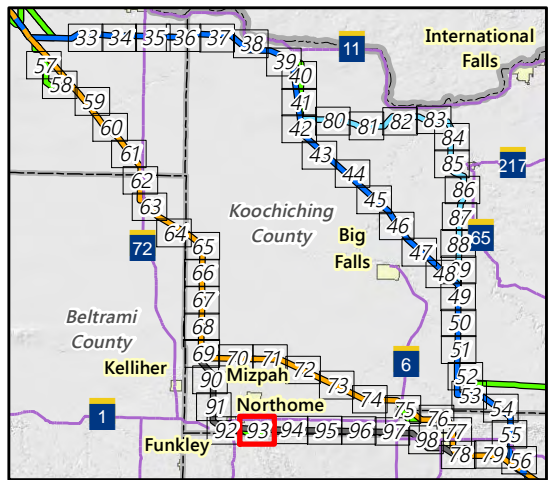 33 34 35 36 37 38 11 International
Falls
39
57 40
58
59 41
60 42 80 81 82 83
84
61 43 85 217
62 44 86
63 45 87
Koochiching
County
64 46 65
72 65 Big
Falls
47 88
66 48 89
67 49
Beltrami
County
68 50
69 70 71 72 6 51
Kelliher 90 Mizpah 73 52
91 Northome 74 75 53
1 76 54
Funkley 92 93 94 95 96 97 98 77 55
78 79 56